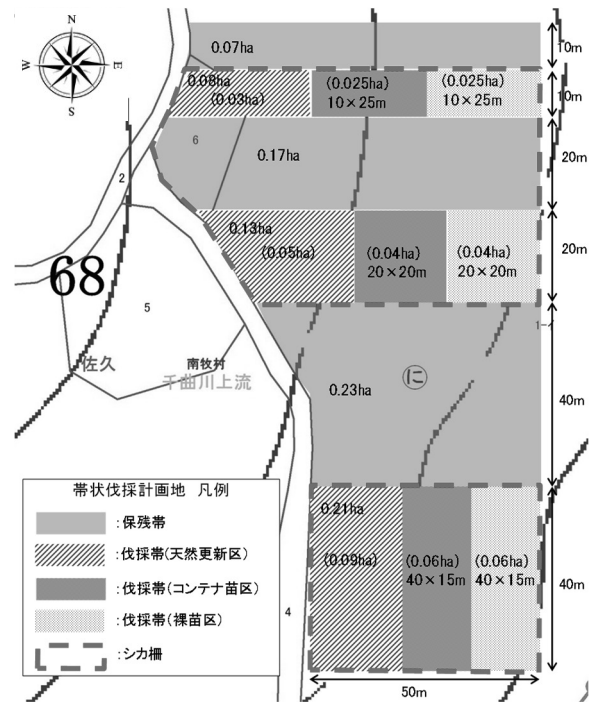 N
W
E
S
0.07ha
10m
0.08ha
(0.03ha)
(0.025ha)
10×25m
(0.025ha)
10×25m
10m
6
0.17ha
20m
2
0.13ha
(0.05ha)
(0.04ha)
20×20m
(0.04ha)
20×20m
20m
68
5
1-イ
佐久
南牧村
千曲川上流
に
0.23ha
40m
帯状伐採計画地 凡例
:保残帯
:伐採帯(天然更新区)
:伐採帯(コンテナ苗区)
:伐採帯(裸苗区)
:シカ柵
0.21ha
(0.09ha)
(0.06ha)
40×15m
(0.06ha)
40×15m
40m
4
50m